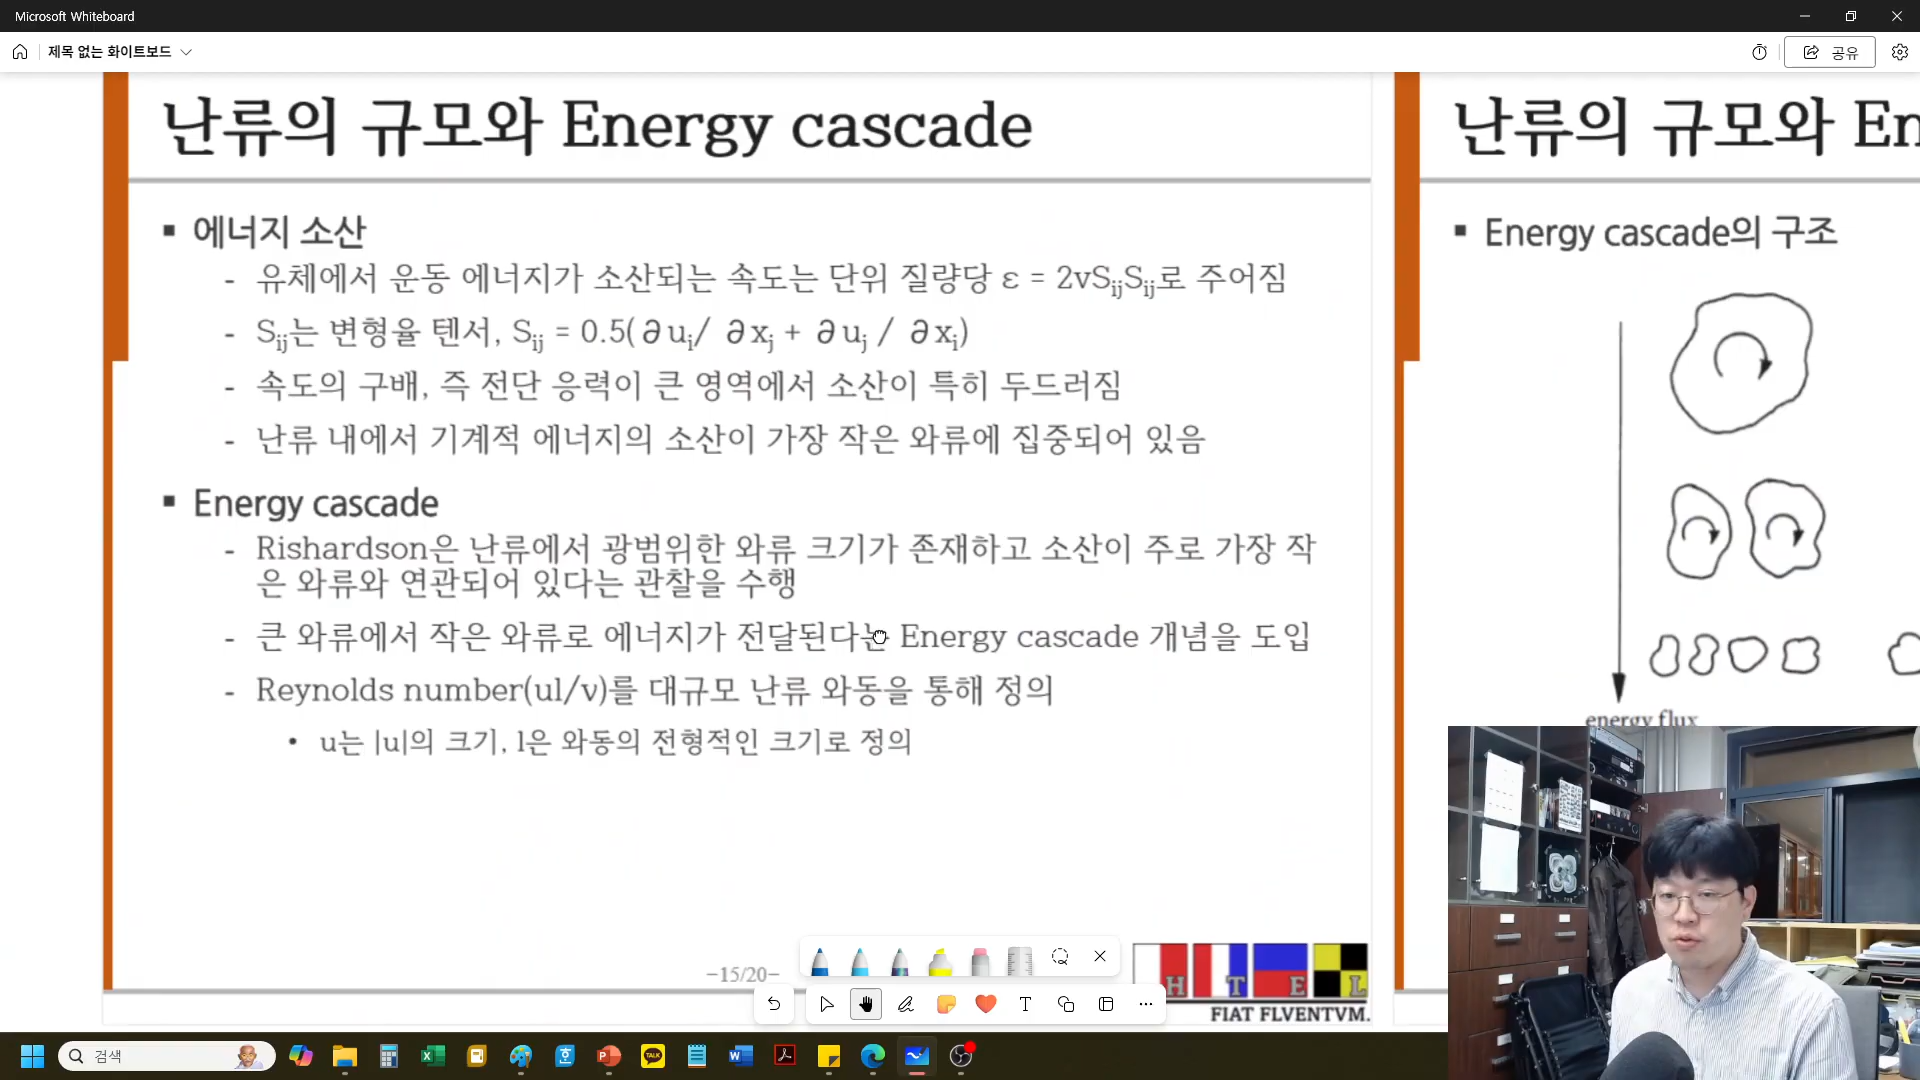 Microsoft Whiteboard
제목 없는 화이트보드
공유
난류의 규모와 Energy cascade
▪ 에너지 소산
- 유체에서 운동 에너지가 소산되는 속도는 단위 질량당 ε = 2νSijSij로 주어짐
- Sij는 변형율 텐서, Sij = 0.5(∂ui/ ∂xj + ∂uj / ∂xi)
- 속도의 구배, 즉 전단 응력이 큰 영역에서 소산이 특히 두드러짐
- 난류 내에서 기계적 에너지의 소산이 가장 작은 와류에 집중되어 있음
▪ Energy cascade
- Rishardson은 난류에서 광범위한 와류 크기가 존재하고 소산이 주로 가장 작
은 와류와 연관되어 있다는 관찰을 수행
- 큰 와류에서 작은 와류로 에너지가 전달된다는 Energy cascade 개념을 도입
- Reynolds number(ul/ν)를 대규모 난류 와동을 통해 정의
• u는 |u|의 크기, l은 와동의 전형적인 크기로 정의
-15/20-
H T E L
FIAT FLVENTVM.
난류의 규모와 En
▪ Energy cascade의 구조
energy flux
검색